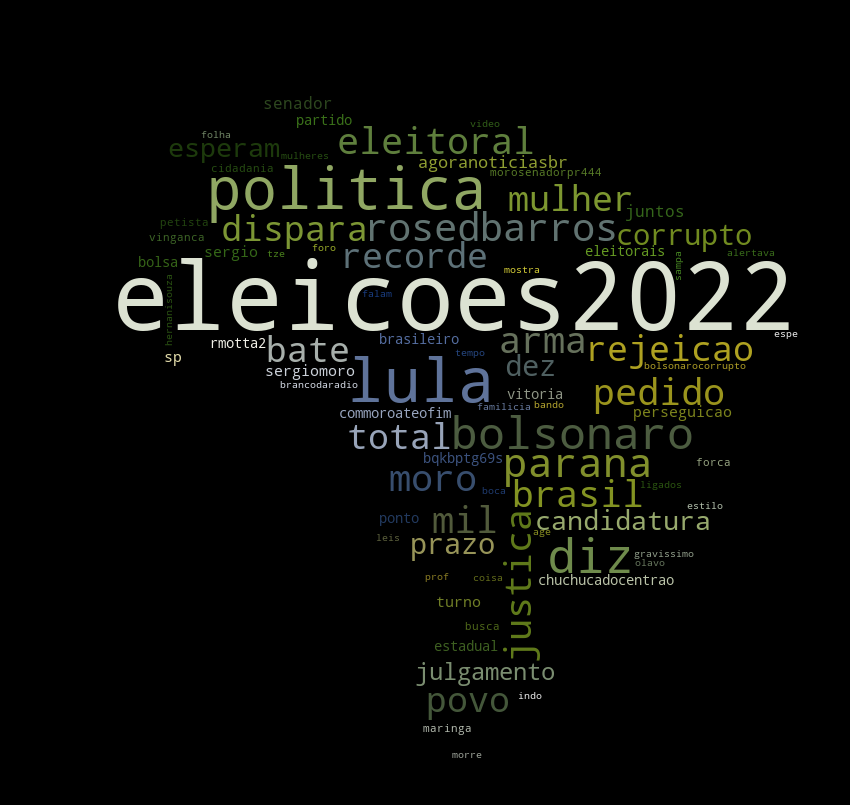 senador
partido
video
folha
eleitoral
esperam
mulheres
agoranoticiasbr
cidadania
morosenadorpr444
politica
mulher
juntos
petista
dispara
rosedbarros
corrupto
vinganca
sergio
foro
tze
recorde
eleitorais
alertava
bolsa
mostra
sampa
hernanisouza
falam
eleicoes2022
espe
rmotta2
brasileiro
arma
rejeicao
sp
bate
tempo
sergiomoro
dez
bolsonarocorrupto
brancodaradio
lula
vitoria
pedido
familicia
bando
commoroateofim
perseguicao
total
bolsonaro
bqkbptg69s
parana
forca
moro
boca
brasil
ligados
estilo
ponto
mil
candidatura
age
leis
prazo
justica
diz
gravissimo
olavo
prof
coisa
chuchucadocentrao
turno
busca
estadual
julgamento
povo
indo
maringa
morre